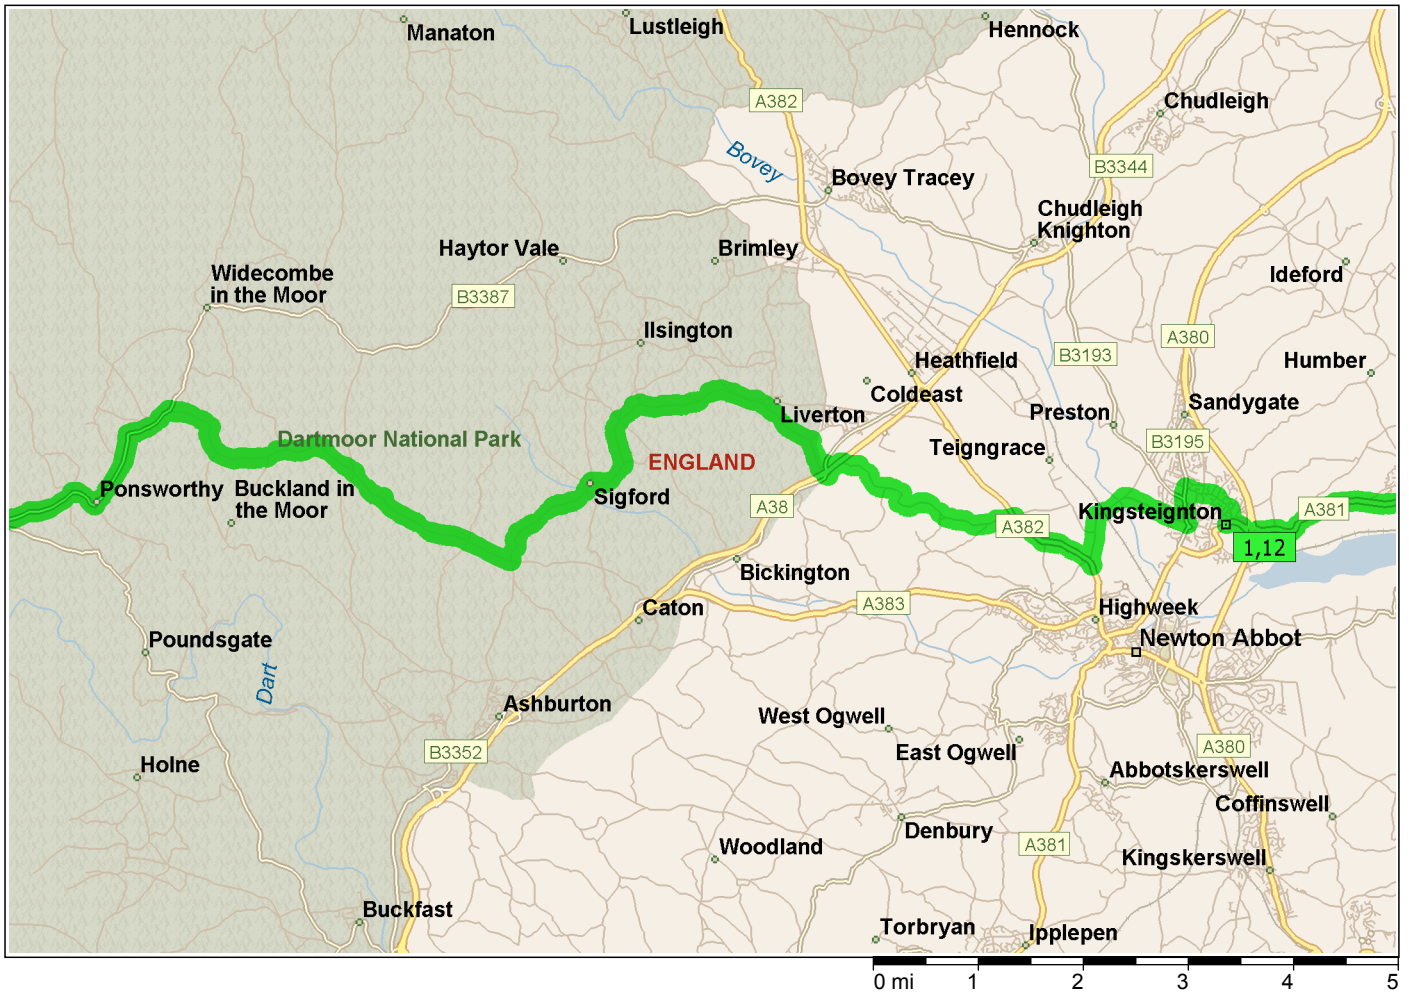 Manaton
Lustleigh
Hennock
A382
Chudleigh
Bovey
B3344
Bovey Tracey
Chudleigh
Knighton
Haytor Vale
Brimley
Ideford
Widecombe
in the Moor
B3387
Ilsington
A380
B3193
Heathfield
Humber
Coldeast
Liverton
Preston
Sandygate
Dartmoor National Park
B3195
Teigngrace
ENGLAND
Ponsworthy
Buckland in
the Moor
Sigford
A38
A382
Kingsteignton
A381
1,12
Bickington
Caton
A383
Highweek
Poundsgate
Newton Abbot
Dart
Ashburton
West Ogwell
B3352
East Ogwell
A380
Holne
Abbotskerswell
Coffinswell
Denbury
Woodland
A381
Kingskerswell
Buckfast
Torbryan
Ipplepen
0 mi 1 2 3 4 5